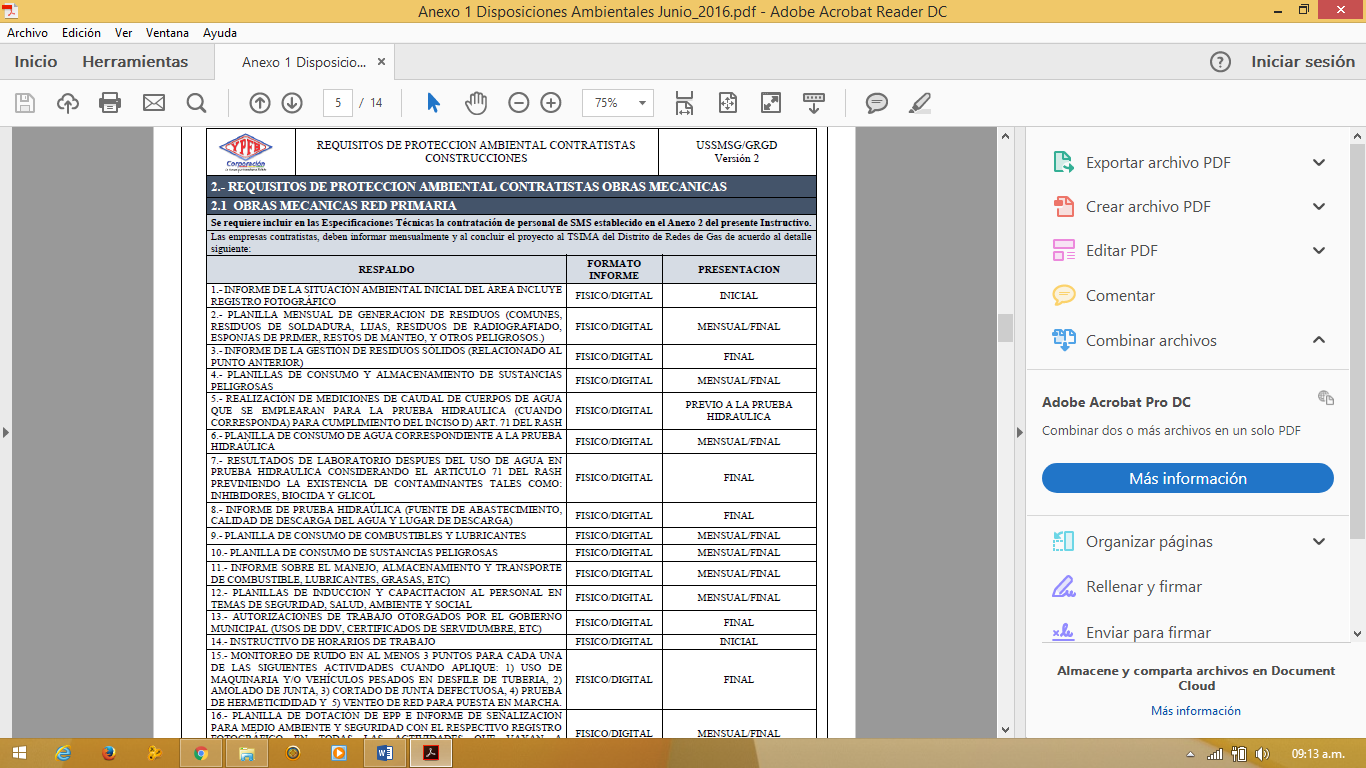 Anexo 1 Disposiciones Ambientales Junio_2016.pdf - Adobe Acrobat Reader DC
Archivo Edición Ver Ventana Ayuda
Inicio Herramientas Anexo 1 Disposicio... × Iniciar sesión
5 / 14 75%
YPFB
Corporación
REQUISITOS DE PROTECCION AMBIENTAL CONTRATISTAS
CONSTRUCCIONES
USSMSG/GRGD
Versión 2
2.- REQUISITOS DE PROTECCION AMBIENTAL CONTRATISTAS OBRAS MECANICAS
2.1 OBRAS MECANICAS RED PRIMARIA
Se requiere incluir en las Especificaciones Técnicas la contratación de personal de SMS establecido en el Anexo 2 del presente Instructivo.
Las empresas contratistas, deben informar mensualmente y al concluir el proyecto al TSIMA del Distrito de Redes de Gas de acuerdo al detalle
siguiente:
RESPALDO
FORMATO
INFORME
PRESENTACION
1.- INFORME DE LA SITUACIÓN AMBIENTAL INICIAL DEL ÁREA INCLUYE
REGISTRO FOTOGRÁFICO
FISICO/DIGITAL
INICIAL
2.- PLANILLA MENSUAL DE GENERACION DE RESIDUOS (COMUNES,
RESIDUOS DE SOLDADURA, LIJAS, RESIDUOS DE RADIOGRAFIADO,
ESPONJAS DE PRIMER, RESTOS DE MANTEO, Y OTROS PELIGROSOS.)
FISICO/DIGITAL
MENSUAL/FINAL
3.- INFORME DE LA GESTIÓN DE RESIDUOS SÓLIDOS (RELACIONADO AL
PUNTO ANTERIOR)
FISICO/DIGITAL
FINAL
4.- PLANILLAS DE CONSUMO Y ALMACENAMIENTO DE SUSTANCIAS
PELIGROSAS
FISICO/DIGITAL
MENSUAL/FINAL
5.- REALIZACIÓN DE MEDICIONES DE CAUDAL DE CUERPOS DE AGUA
QUE SE EMPLEARAN PARA LA PRUEBA HIDRAULICA (CUANDO
CORRESPONDA) PARA CUMPLIMIENTO DEL INCISO D) ART. 71 DEL RASH
FISICO/DIGITAL
PREVIO A LA PRUEBA
HIDRAULICA
6.- PLANILLA DE CONSUMO DE AGUA CORRESPONDIENTE A LA PRUEBA
HIDRAÚLICA
FISICO/DIGITAL
MENSUAL/FINAL
7.- RESULTADOS DE LABORATORIO DESPUES DEL USO DE AGUA EN
PRUEBA HIDRAULICA CONSIDERANDO EL ARTICULO 71 DEL RASH
PREVINIENDO LA EXISTENCIA DE CONTAMINANTES TALES COMO:
INHIBIDORES, BIOCIDA Y GLICOL
FISICO/DIGITAL
FINAL
8.- INFORME DE PRUEBA HIDRAÚLICA (FUENTE DE ABASTECIMIENTO,
CALIDAD DE DESCARGA DEL AGUA Y LUGAR DE DESCARGA)
FISICO/DIGITAL
FINAL
9.- PLANILLA DE CONSUMO DE COMBUSTIBLES Y LUBRICANTES
FISICO/DIGITAL
MENSUAL/FINAL
10.- PLANILLA DE CONSUMO DE SUSTANCIAS PELIGROSAS
FISICO/DIGITAL
MENSUAL/FINAL
11.- INFORME SOBRE EL MANEJO, ALMACENAMIENTO Y TRANSPORTE
DE COMBUSTIBLE, LUBRICANTES, GRASAS, ETC)
FISICO/DIGITAL
MENSUAL/FINAL
12.- PLANILLAS DE INDUCCION Y CAPACITACION AL PERSONAL EN
TEMAS DE SEGURIDAD, SALUD, AMBIENTE Y SOCIAL
FISICO/DIGITAL
MENSUAL/FINAL
13.- AUTORIZACIONES DE TRABAJO OTORGADOS POR EL GOBIERNO
MUNICIPAL (USOS DE DDV, CERTIFICADOS DE SERVIDUMBRE, ETC)
FISICO/DIGITAL
FINAL
14.- INSTRUCTIVO DE HORARIOS DE TRABAJO
FISICO/DIGITAL
INICIAL
15.- MONITOREO DE RUIDO EN AL MENOS 3 PUNTOS PARA CADA UNA
DE LAS SIGUIENTES ACTIVIDADES CUANDO APLIQUE: 1) USO DE
MAQUINARIA Y/O VEHÍCULOS PESADOS EN DESFILE DE TUBERIA, 2)
AMOLADO DE JUNTA, 3) CORTADO DE JUNTA DEFECTUOSA, 4) PRUEBA
DE HERMETICIDIDAD Y 5) VENTEO DE RED PARA PUESTA EN MARCHA.
FISICO/DIGITAL
FINAL
16.- PLANILLA DE DOTACIÓN DE EPP E INFORME DE SEÑALIZACION
PARA MEDIO AMBIENTE Y SEGURIDAD CON EL RESPECTIVO REGISTRO
FISICO/DIGITAL
MENSUAL/FINAL
Exportar archivo PDF
Crear archivo PDF
Editar PDF
Comentar
Combinar archivos
Adobe Acrobat Pro DC
Combinar dos o más archivos en un solo PDF
Más información
Organizar páginas
Rellenar y firmar
Enviar para firmar
Almacene y comparta archivos en Document
Cloud
Más información
09:13 a.m.